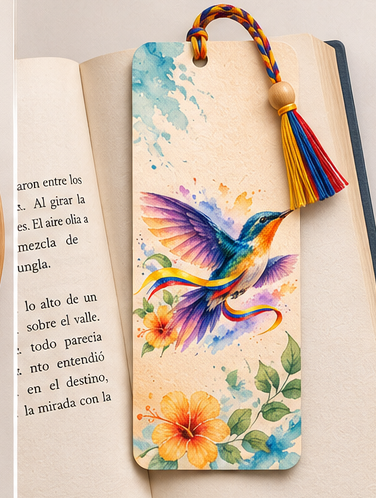 aron entre los
Al girar la
es. El aire olía a
mezcla de
ungla.
lo alto de un
sobre el valle.
todo parecía
nto entendió
en el destino,
la mirada con la